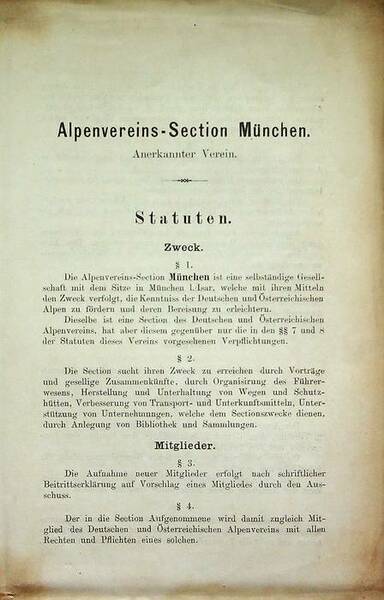 Alpenvereins-Section München.
Anerkannter Verein.
Statuten.
Zweck.
§ 1.
Die Alpenvereins-Section München ist eine selbständige Gesell-
schaft mit dem Sitze in München l./Isar, welche mit ihren Mitteln
den Zweck verfolgt, die Kenntniss der Deutschen und Österreichischen
Alpen zu fördern und deren Bereisung zu erleichtern.
Dieselbe ist eine Section des Deutschen und Österreichischen
Alpenvereins, hat aber diesem gegenüber nur die in den §§ 7 und 8
der Statuten dieses Vereins vorgesehenen Verpflichtungen.
§ 2.
Die Section sucht ihren Zweck zu erreichen durch Vorträge
und gesellige Zusammenkünfte, durch Organisirung des Führer-
wesens, Herstellung und Unterhaltung von Wegen und Schutz-
hütten, Verbesserung von Transport- und Unterkunftsmitteln, Unter-
stützung von Unternehmungen, welche dem Sectionszwecke dienen,
durch Anlegung von Bibliothek und Sammlungen.
Mitglieder.
§ 3.
Die Aufnahme neuer Mitglieder erfolgt nach schriftlicher
Beitrittserklärung auf Vorschlag eines Mitgliedes durch den Aus-
schuss.
§ 4.
Der in die Section Aufgenommene wird damit zugleich Mit-
glied des Deutschen und Österreichischen Alpenvereins mit allen
Rechten und Pflichten eines solchen.